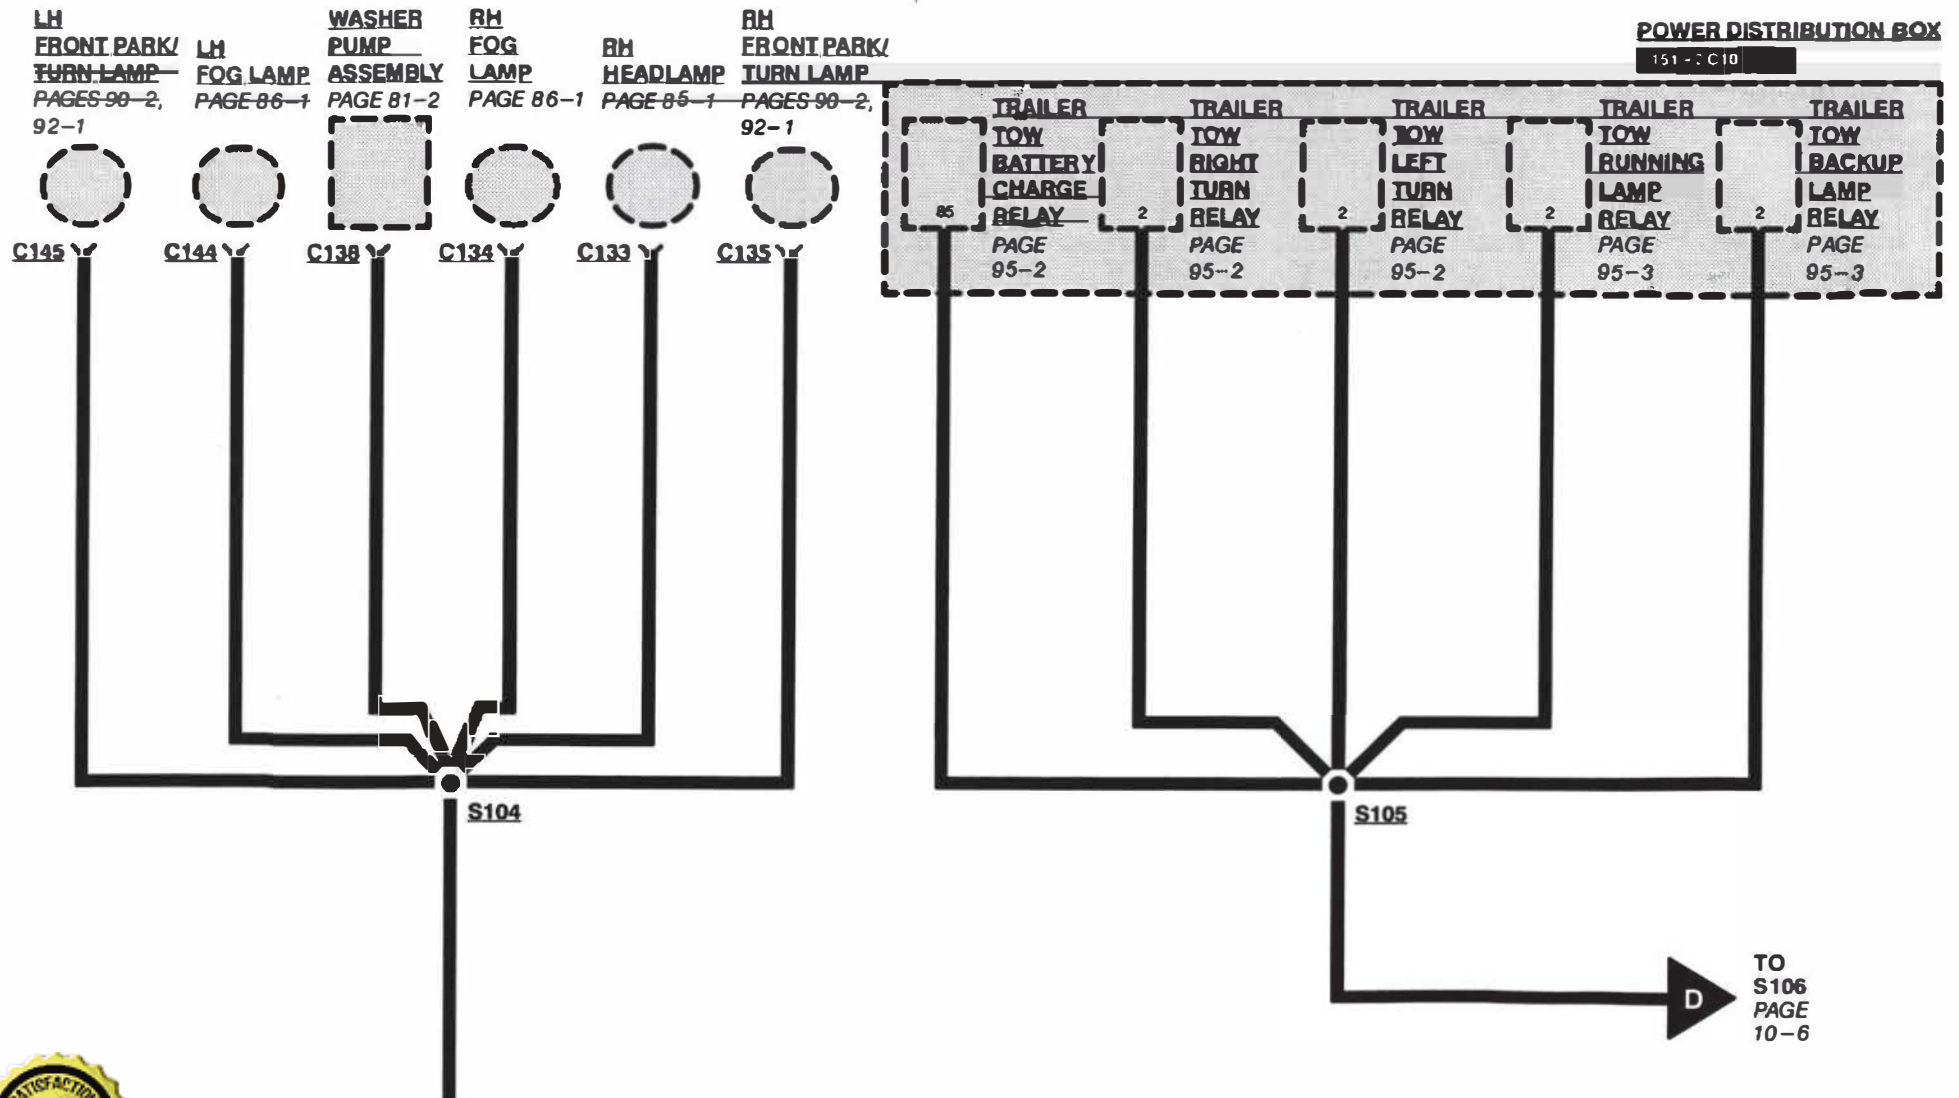 LH
FRONT PARK/
TURN LAMP
PAGES 90-2,
92-1
LH
FOG LAMP
PAGE 86-1
WASHER
PUMP
ASSEMBLY
PAGE 81-2
RH
FOG
LAMP
PAGE 86-1
RH
HEADLAMP
PAGE 85-1
RH
FRONT PARK/
TURN LAMP
PAGES 90-2,
92-1
POWER DISTRIBUTION BOX
TRAILER
TOW
BATTERY
CHARGE
RELAY
PAGE
95-2
TRAILER
TOW
RIGHT
TURN
RELAY
PAGE
95-2
TRAILER
TOW
LEFT
TURN
RELAY
PAGE
95-2
TRAILER
TOW
RUNNING
LAMP
RELAY
PAGE
95-3
TRAILER
TOW
BACKUP
LAMP
RELAY
PAGE
95-3
85
2
2
2
2
C145
C144
C138
C134
C133
C135
S104
S105
D
TO
S106
PAGE
10-6
SATISFACTION